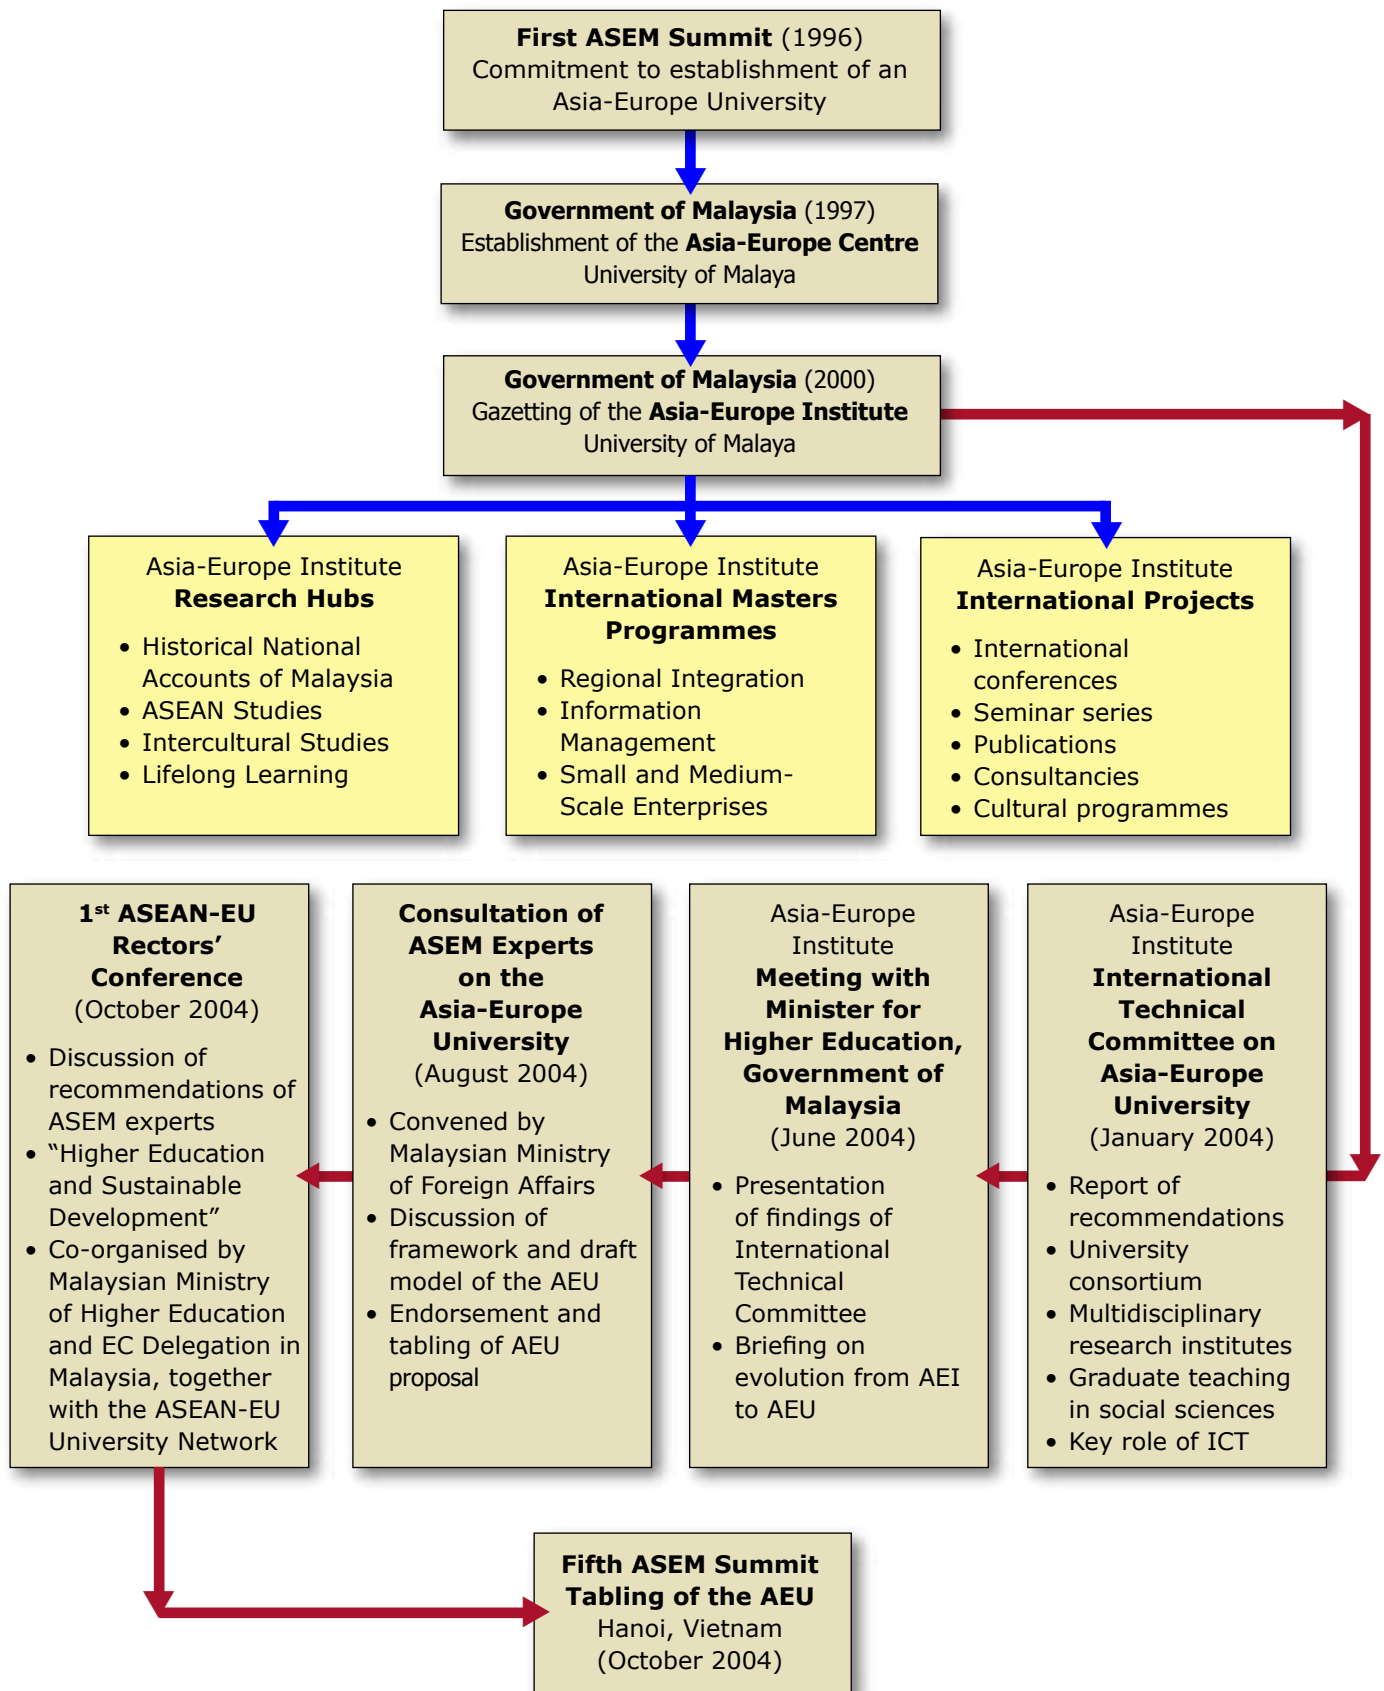 First ASEM Summit (1996)
Commitment to establishment of an
Asia-Europe University
Government of Malaysia (1997)
Establishment of the Asia-Europe Centre
University of Malaya
Government of Malaysia (2000)
Gazetting of the Asia-Europe Institute
University of Malaya
Asia-Europe Institute
Research Hubs
• Historical National
Accounts of Malaysia
• ASEAN Studies
• Intercultural Studies
• Lifelong Learning
Asia-Europe Institute
International Masters
Programmes
• Regional Integration
• Information
Management
• Small and Medium-
Scale Enterprises
Asia-Europe Institute
International Projects
• International
conferences
• Seminar series
• Publications
• Consultancies
• Cultural programmes
1st ASEAN-EU
Rectors’
Conference
(October 2004)
• Discussion of
recommendations of
ASEM experts
• “Higher Education
and Sustainable
Development”
• Co-organised by
Malaysian Ministry
of Higher Education
and EC Delegation in
Malaysia, together
with the ASEAN-EU
University Network
Consultation of
ASEM Experts
on the
Asia-Europe
University
(August 2004)
• Convened by
Malaysian Ministry
of Foreign Affairs
• Discussion of
framework and draft
model of the AEU
• Endorsement and
tabling of AEU
proposal
Asia-Europe
Institute
Meeting with
Minister for
Higher Education,
Government of
Malaysia
(June 2004)
• Presentation
of findings of
International
Technical
Committee
• Briefing on
evolution from AEI
to AEU
Asia-Europe
Institute
International
Technical
Committee on
Asia-Europe
University
(January 2004)
• Report of
recommendations
• University
consortium
• Multidisciplinary
research institutes
• Graduate teaching
in social sciences
• Key role of ICT
Fifth ASEM Summit
Tabling of the AEU
Hanoi, Vietnam
(October 2004)